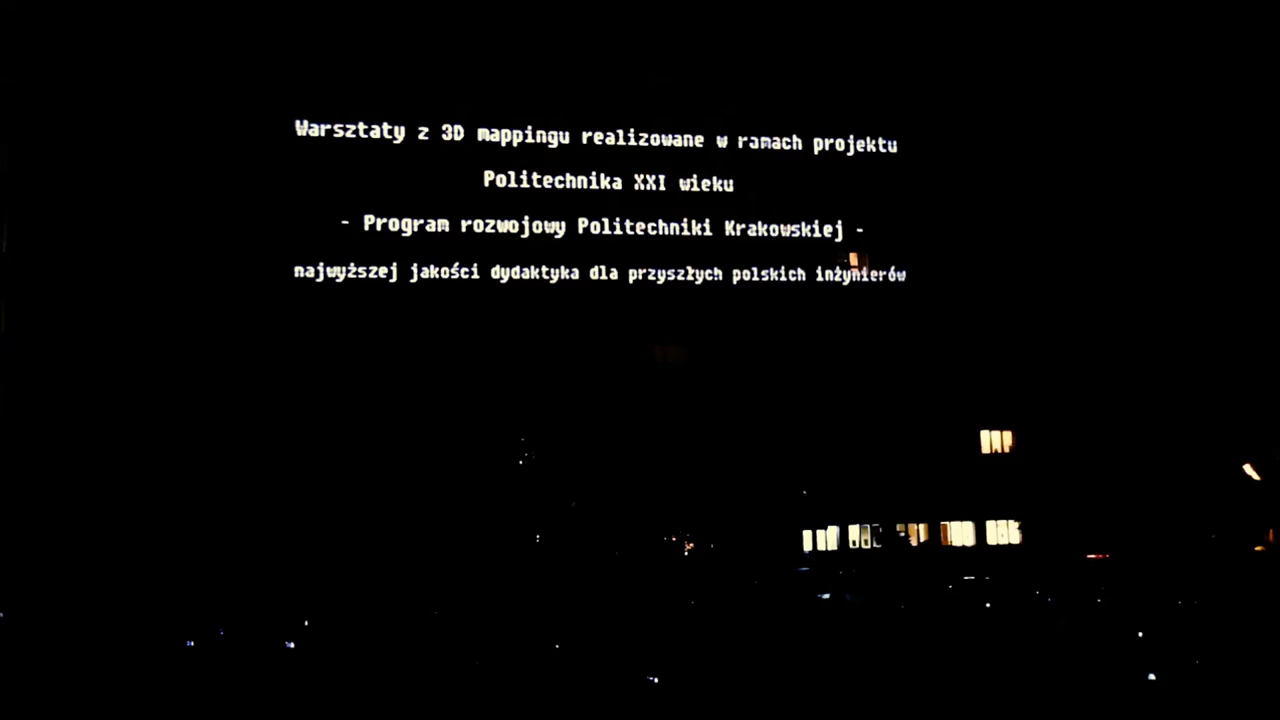 Warsztaty z 3D mappingu realizowane w ramach projektu
Politechnika XXI wieku
- Program rozwojowy Politechniki Krakowskiej -
najwyższej jakości dydaktyka dla przyszłych polskich inżynierów